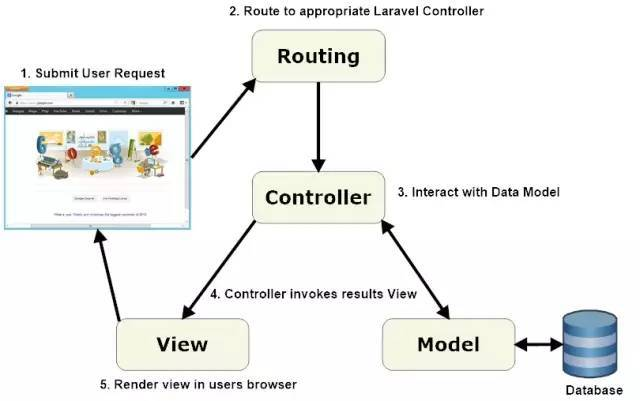 2. Route to appropriate Laravel Controller
Routing
1. Submit User Request
Controller
3. Interact with Data Model
4. Controller invokes results View
View
Model
5. Render view in users browser
Database